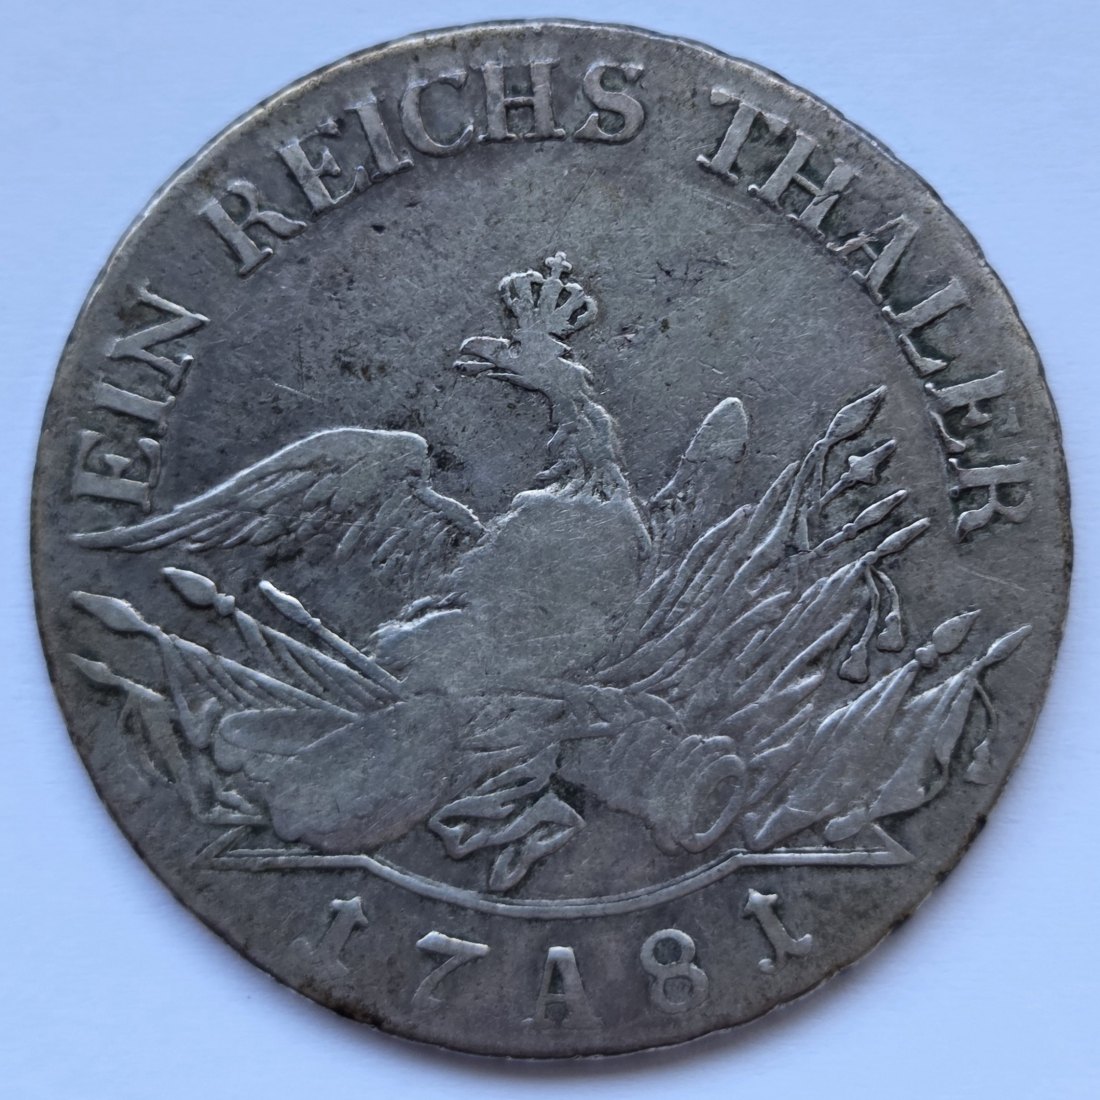 EIN REICHS THALER
17 A 81